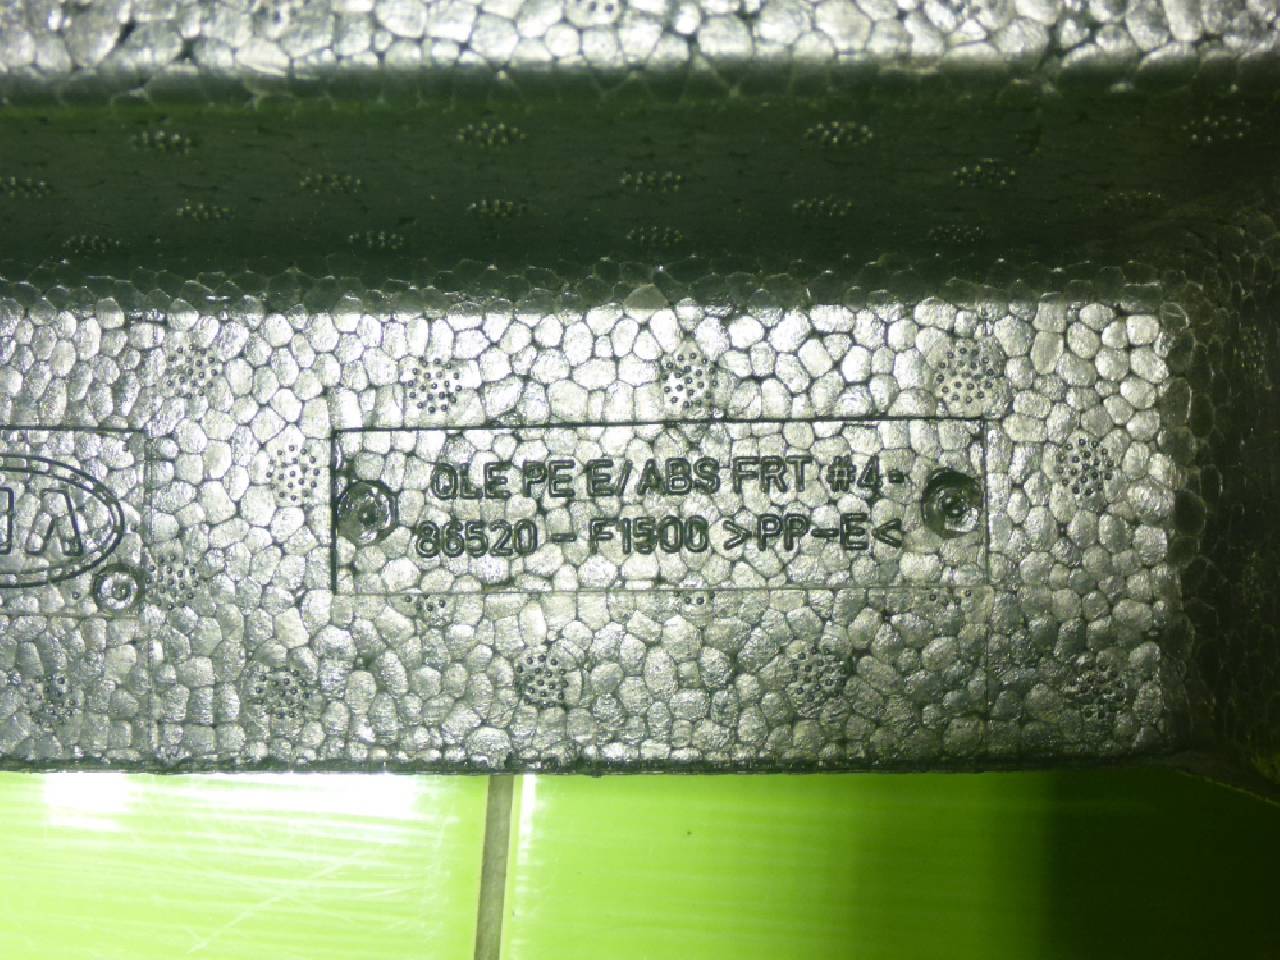 QLE PE E/ABS FRT #4-
86520 - F1500 >PP-E<